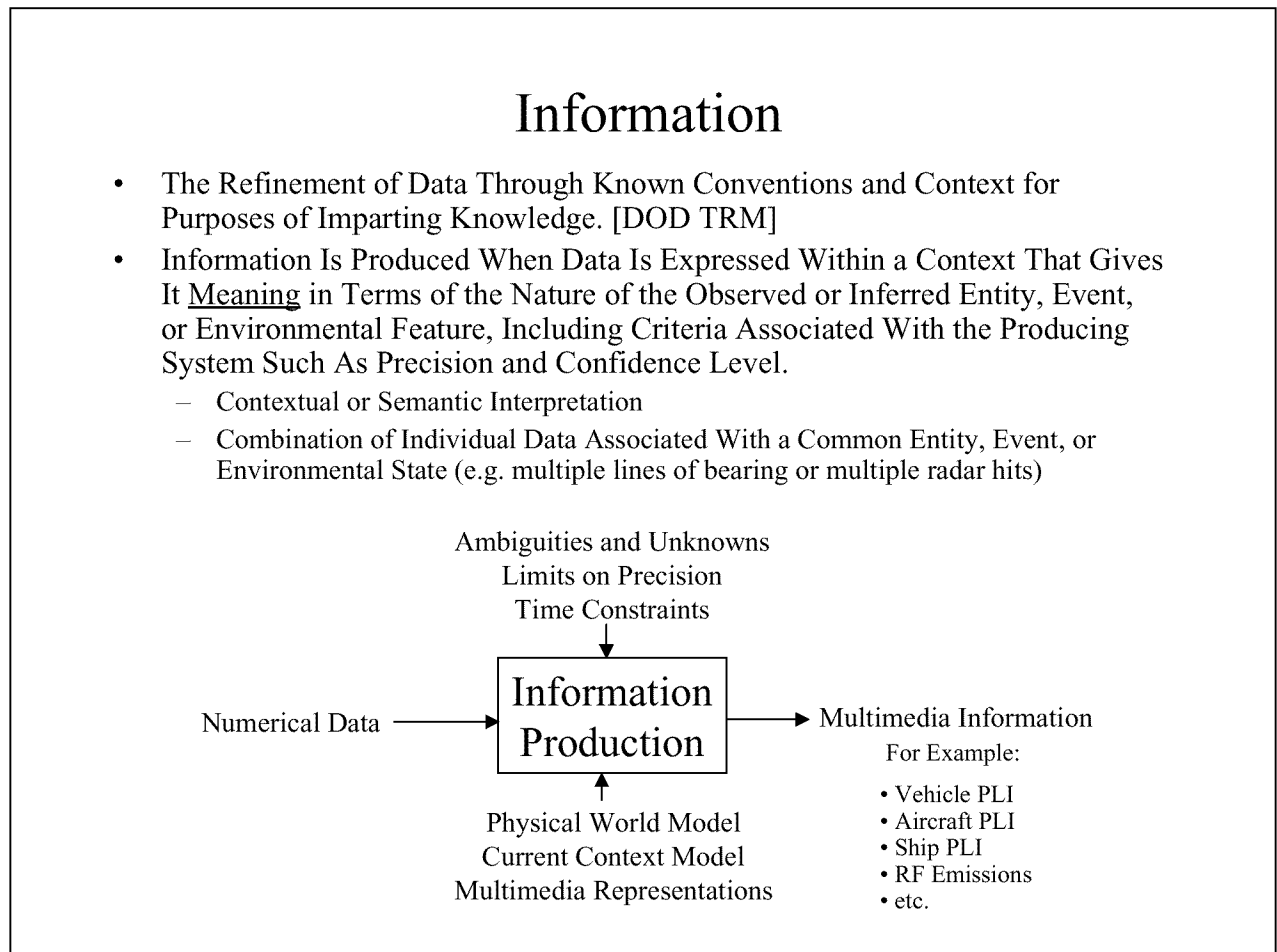 Information
• The Refinement of Data Through Known Conventions and Context for
Purposes of Imparting Knowledge. [DOD TRM]
• Information Is Produced When Data Is Expressed Within a Context That Gives
It Meaning in Terms of the Nature of the Observed or Inferred Entity, Event,
or Environmental Feature, Including Criteria Associated With the Producing
System Such As Precision and Confidence Level.
– Contextual or Semantic Interpretation
– Combination of Individual Data Associated With a Common Entity, Event, or
Environmental State (e.g. multiple lines of bearing or multiple radar hits)
Ambiguities and Unknowns
Limits on Precision
Time Constraints
Numerical Data
Information
Production
Multimedia Information
For Example:
• Vehicle PLI
• Aircraft PLI
• Ship PLI
• RF Emissions
• etc.
Physical World Model
Current Context Model
Multimedia Representations